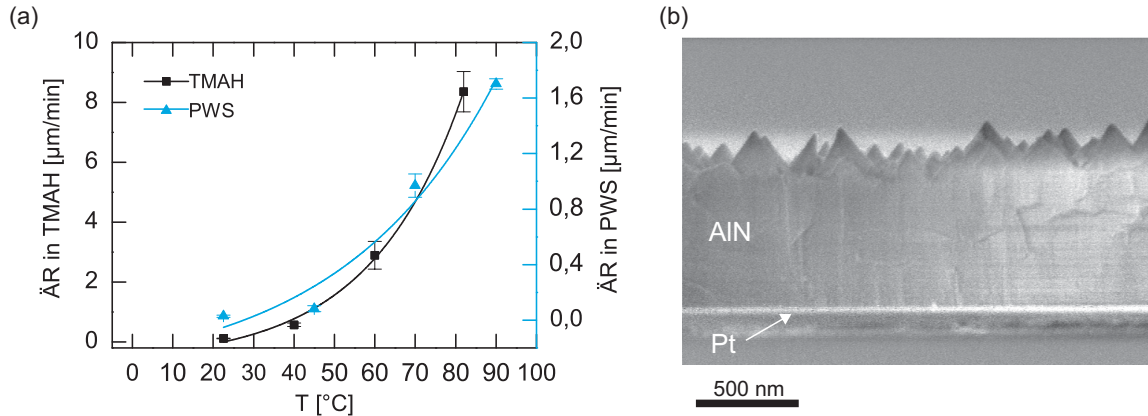 (a)
10
8
6
4
2
0
ÄR in TMAH [µm/min]
TMAH
PWS
2,0
1,6
1,2
0,8
0,4
0,0
ÄR in PWS [µm/min]
0 10 20 30 40 50 60 70 80 90 100
T [°C]
(b)
AlN
Pt
500 nm